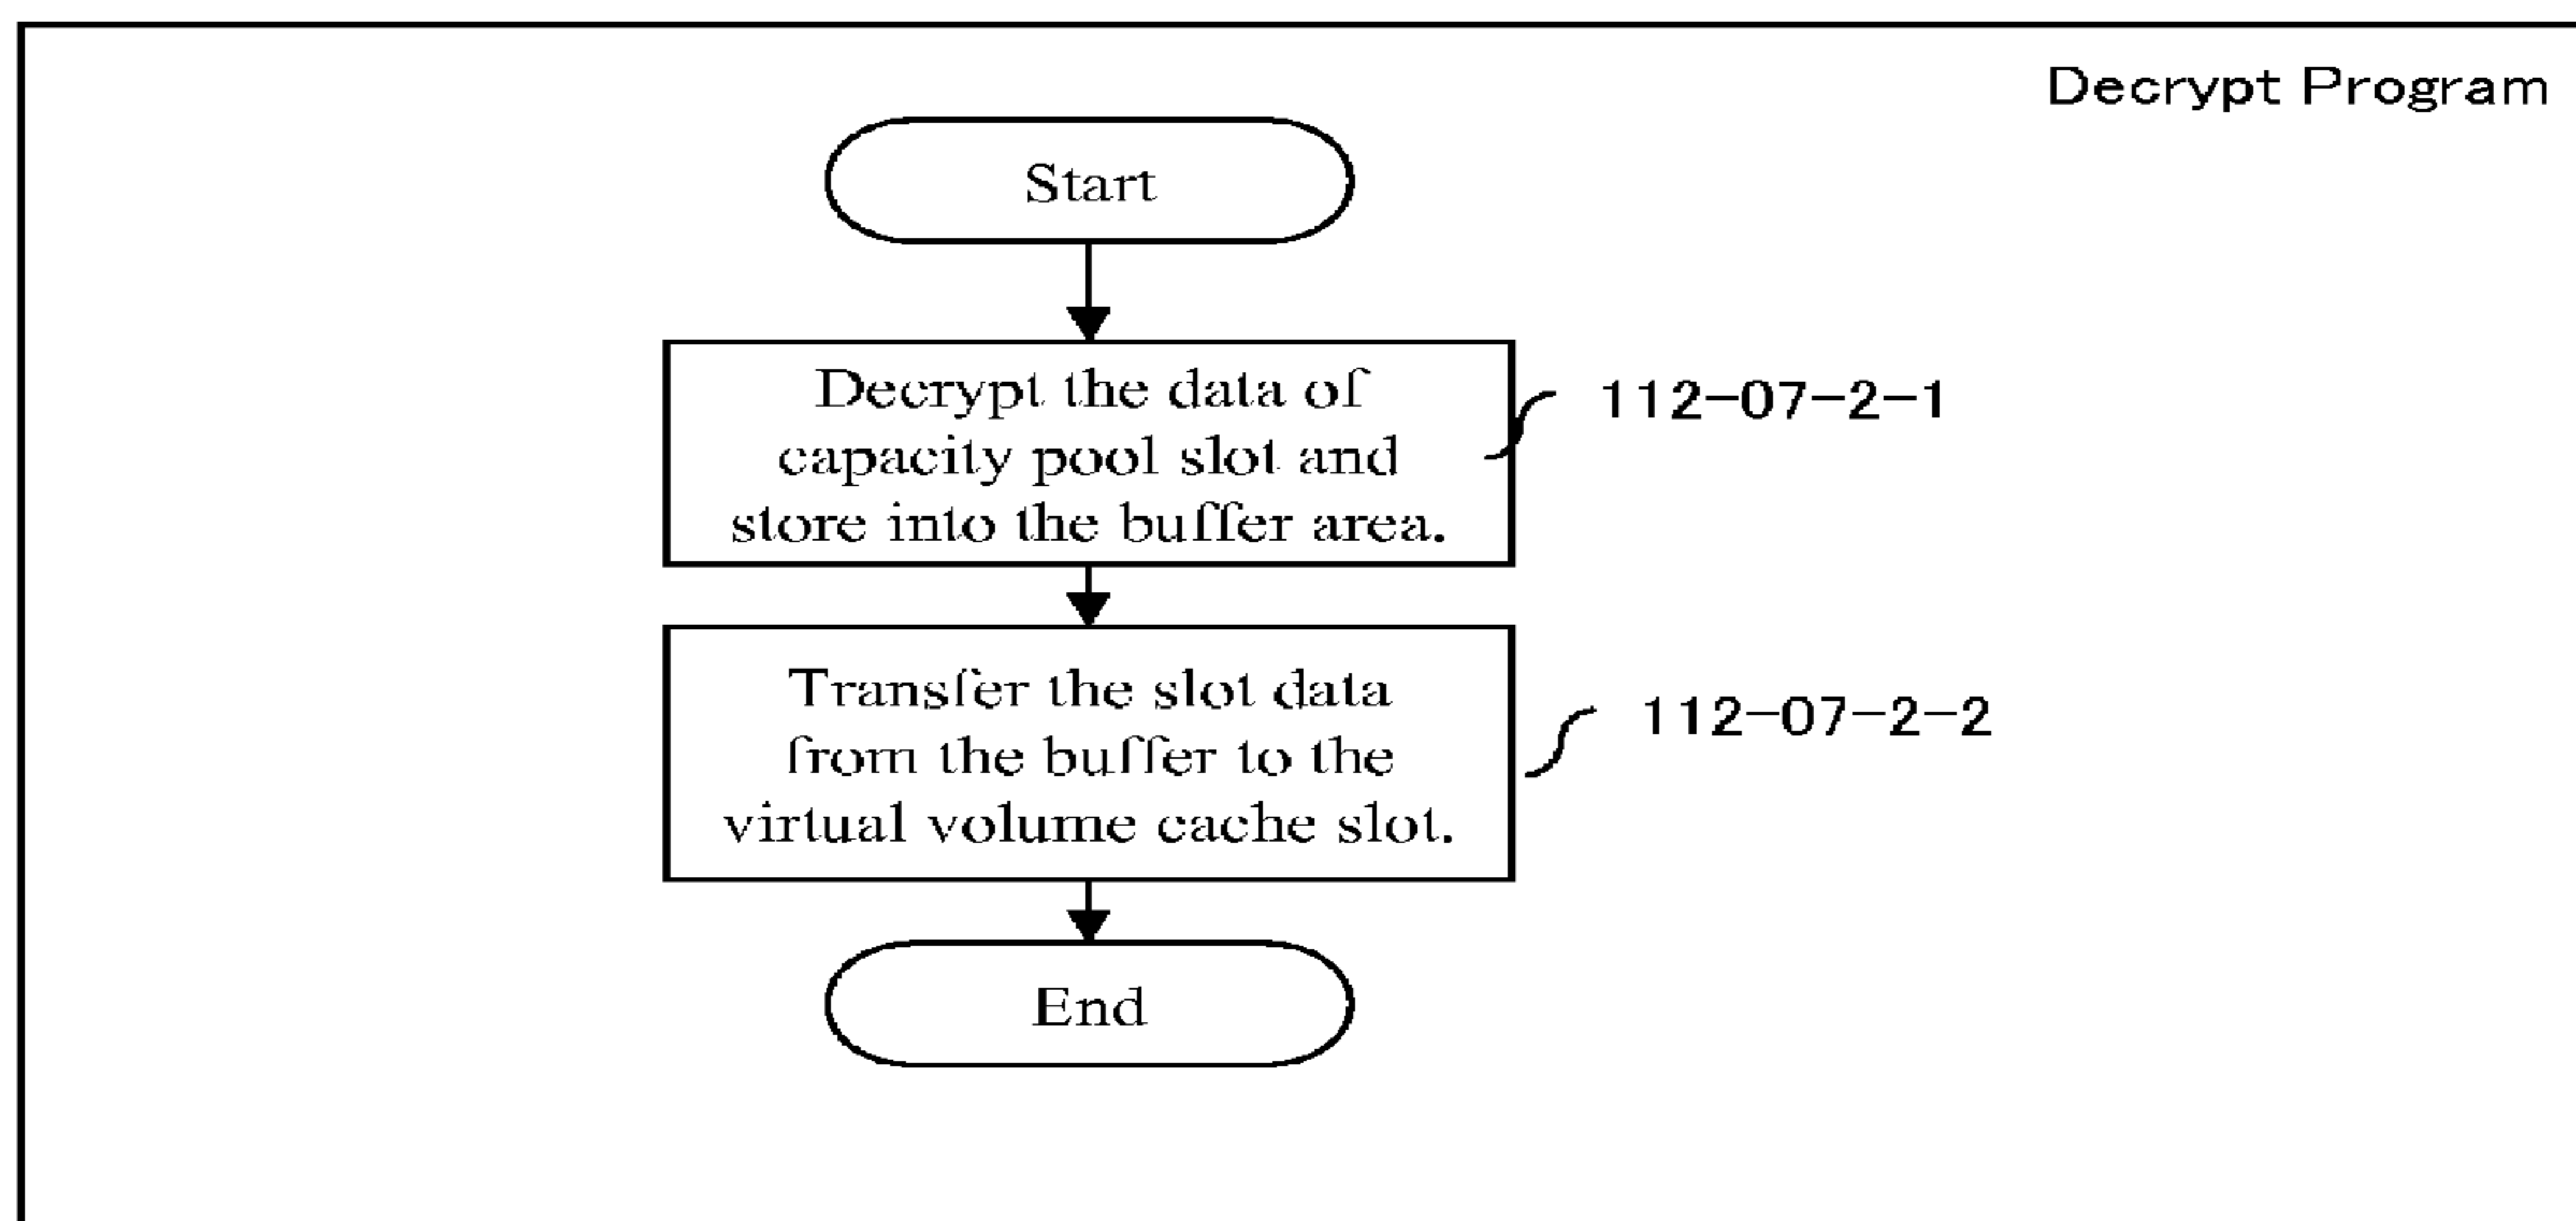 Decrypt Program
Start
Decrypt the data of
capacity pool slot and
store into the buffer area.
112-07-2-1
Transfer the slot data
from the buffer to the
virtual volume cache slot.
112-07-2-2
End